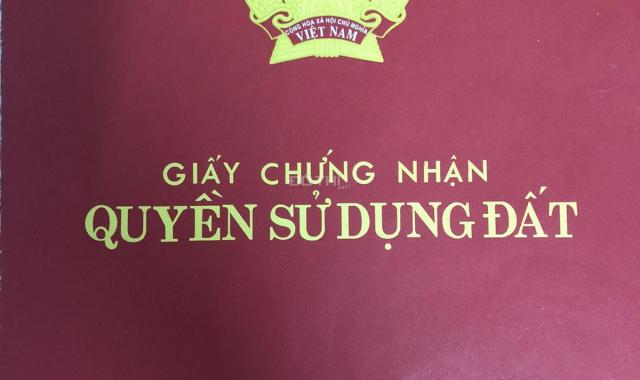 CỘNG HÒA XÃ HỘI CHỦ NGHĨA
VIỆT NAM
GIẤY CHỨNG NHẬN
QUYỀN SỬ DỤNG ĐẤT